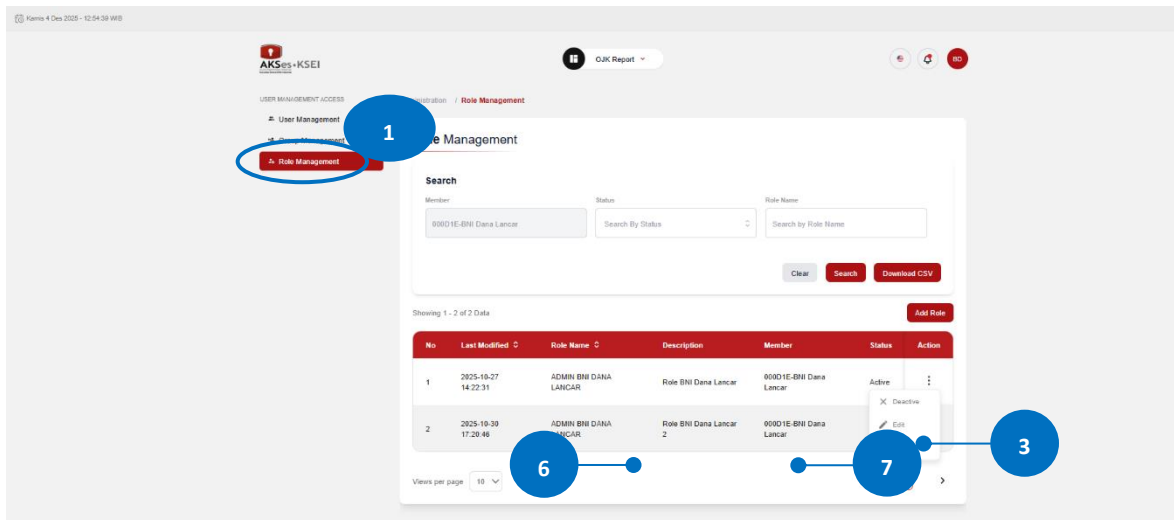 Kamis 4 Des 2025 - 12:54:39 WIB
AKSes-KSEI
OJK Report
BD
USER MANAGEMENT ACCESS
/ Role Management
User Management
1
Management
Role Management
Search
Member
Status
Role Name
000D1E-BNI Dana Lancar
Search By Status
Search by Role Name
Clear
Search
Download CSV
Showing 1 - 2 of 2 Data
Add Role
No
Last Modified
Role Name
Description
Member
Status
Action
1
2025-10-27
14:22:31
ADMIN BNI DANA
LANCAR
Role BNI Dana Lancar
000D1E-BNI Dana
Lancar
Active
Deactive
Edit
2
2025-10-30
17:20:46
ADMIN BNI DANA
Role BNI Dana Lancar
2
000D1E-BNI Dana
Lancar
3
6
7
Views per page
10